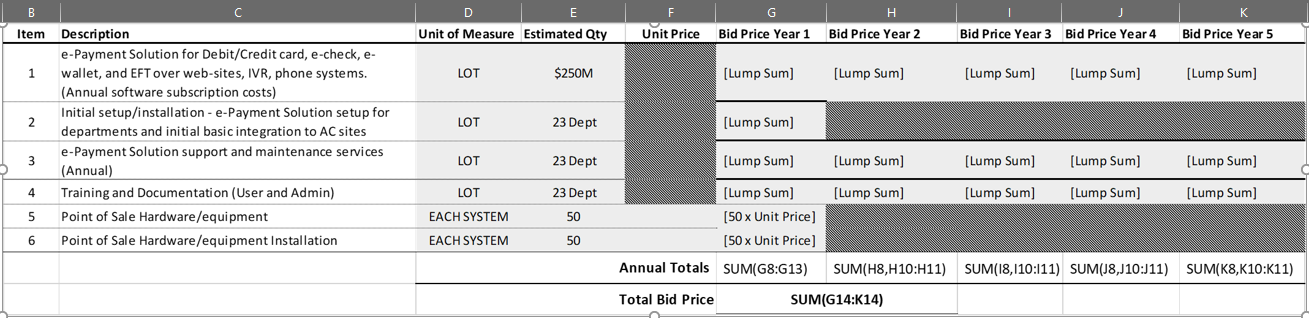 B C D E F G H I J K
Item Description Unit of Measure Estimated Qty Unit Price Bid Price Year 1 Bid Price Year 2 Bid Price Year 3 Bid Price Year 4 Bid Price Year 5
e-Payment Solution for Debit/Credit card, e-check, e-
1 wallet, and EFT over web-sites, IVR, phone systems. LOT $250M [Lump Sum] [Lump Sum] [Lump Sum] [Lump Sum] [Lump Sum]
(Annual software subscription costs)
Initial setup/installation - e-Payment Solution setup for
2 LOT 23 Dept [Lump Sum]
departments and initial basic integration to AC sites
e-Payment Solution support and maintenance services
3 LOT 23 Dept [Lump Sum] [Lump Sum] [Lump Sum] [Lump Sum] [Lump Sum]
(Annual)
4 Training and Documentation (User and Admin) LOT 23 Dept [Lump Sum] [Lump Sum] [Lump Sum] [Lump Sum] [Lump Sum]
5 Point of Sale Hardware/equipment EACH SYSTEM 50 [50 x Unit Price]
6 Point of Sale Hardware/equipment Installation EACH SYSTEM 50 [50 x Unit Price]
Annual Totals SUM(G8:G13) SUM(H8,H10:H11) SUM(I8,I10:I11) SUM(J8,J10:J11) SUM(K8,K10:K11)
Total Bid Price SUM(G14:K14)